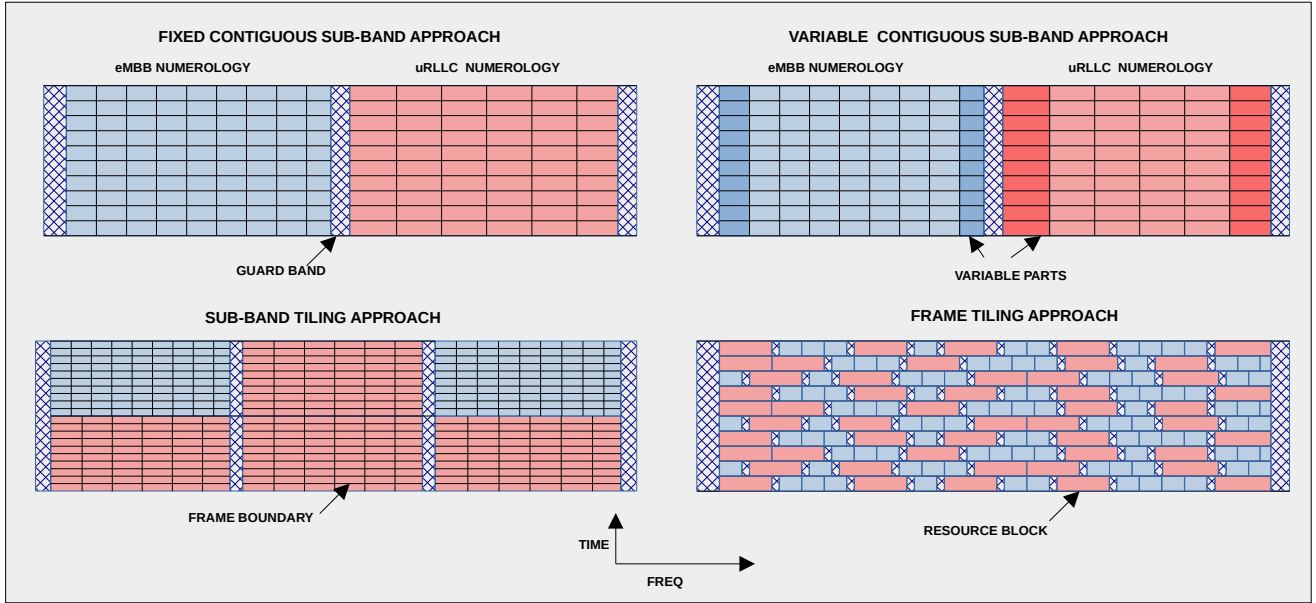 FIXED CONTIGUOUS SUB-BAND APPROACH
eMBB NUMEROLOGY
uRLLC NUMEROLOGY
GUARD BAND
VARIABLE CONTIGUOUS SUB-BAND APPROACH
eMBB NUMEROLOGY
uRLLC NUMEROLOGY
VARIABLE PARTS
SUB-BAND TILING APPROACH
FRAME BOUNDARY
FRAME TILING APPROACH
RESOURCE BLOCK
TIME
FREQ